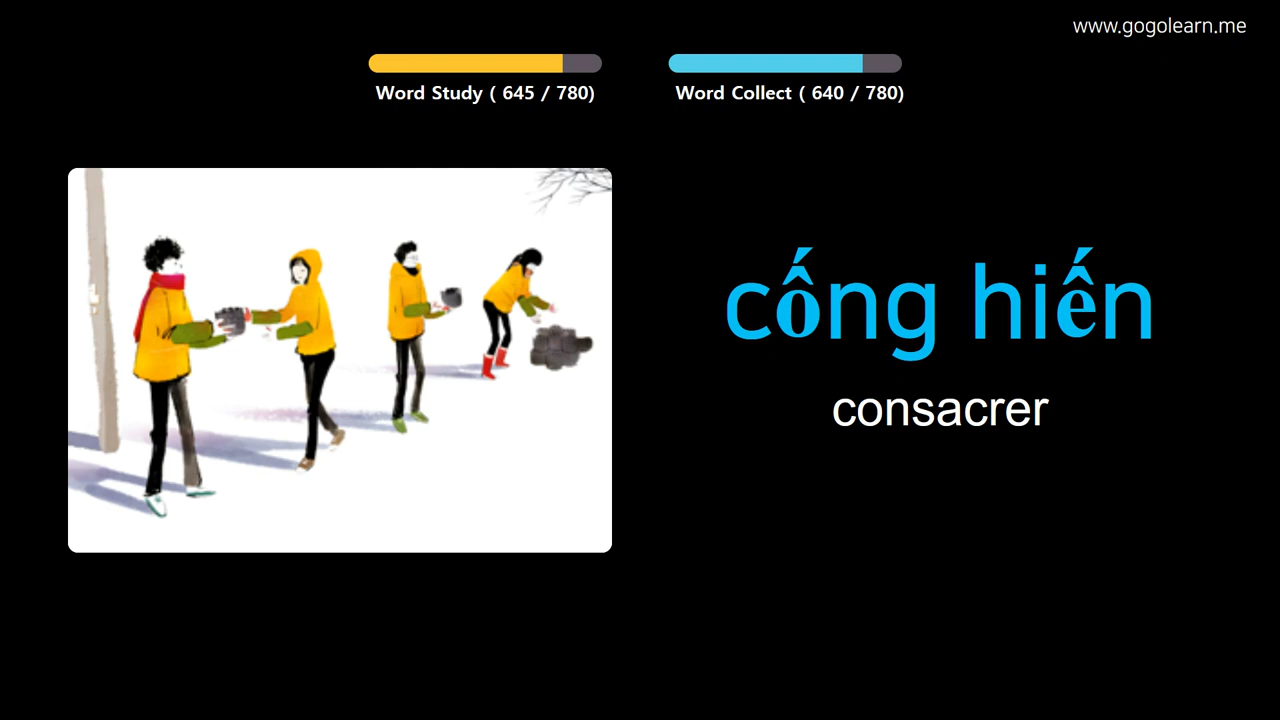 www.gogolearn.me
Word Study ( 645 / 780)
Word Collect ( 640 / 780)
cống hiến
consacrer